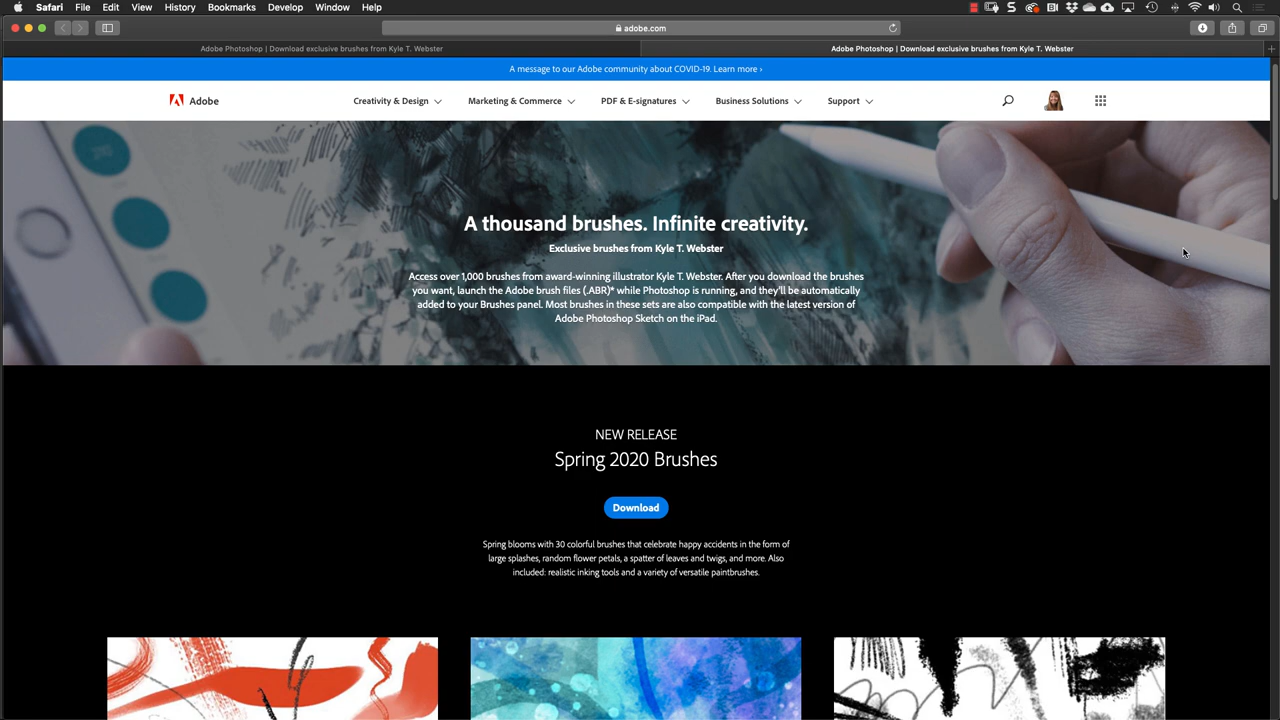 Safari File Edit View History Bookmarks Develop Window Help
adobe.com
Adobe Photoshop | Download exclusive brushes from Kyle T. Webster
Adobe Photoshop | Download exclusive brushes from Kyle T. Webster
A message to our Adobe community about COVID-19. Learn more ›
Adobe
Creativity & Design
Marketing & Commerce
PDF & E-signatures
Business Solutions
Support
A thousand brushes. Infinite creativity.
Exclusive brushes from Kyle T. Webster
Access over 1,000 brushes from award-winning illustrator Kyle T. Webster. After you download the brushes
you want, launch the Adobe brush files (.ABR)* while Photoshop is running, and they'll be automatically
added to your Brushes panel. Most brushes in these sets are also compatible with the latest version of
Adobe Photoshop Sketch on the iPad.
NEW RELEASE
Spring 2020 Brushes
Download
Spring blooms with 30 colorful brushes that celebrate happy accidents in the form of
large splashes, random flower petals, a spatter of leaves and twigs, and more. Also
included: realistic inking tools and a variety of versatile paintbrushes.